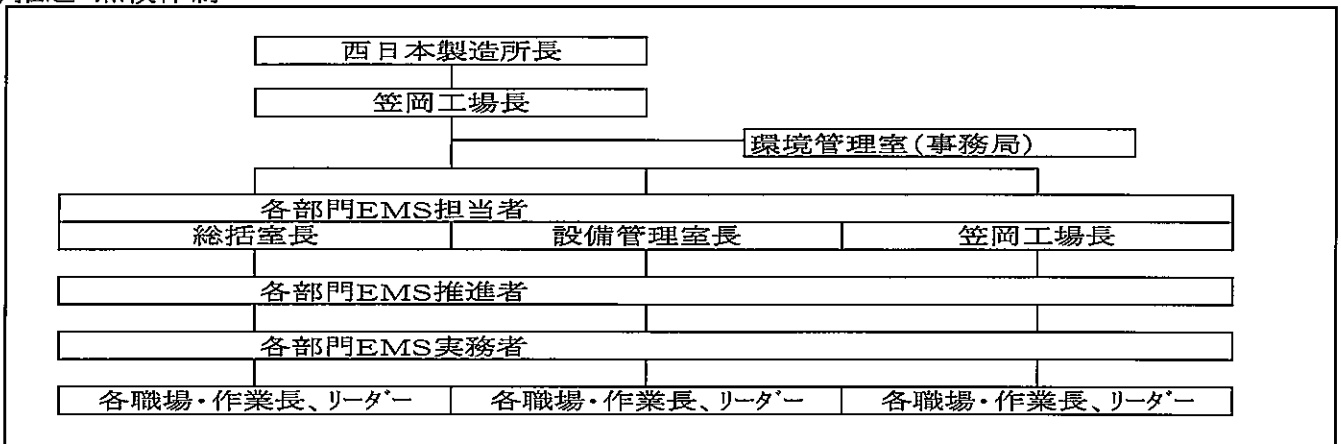 西日本製造所長
笠岡工場長
環境管理室(事務局)
各部門EMS担当者
総括室長 設備管理室長 笠岡工場長
各部門EMS推進者
各部門EMS実務者
各職場・作業長、リーダー 各職場・作業長、リーダー 各職場・作業長、リーダー